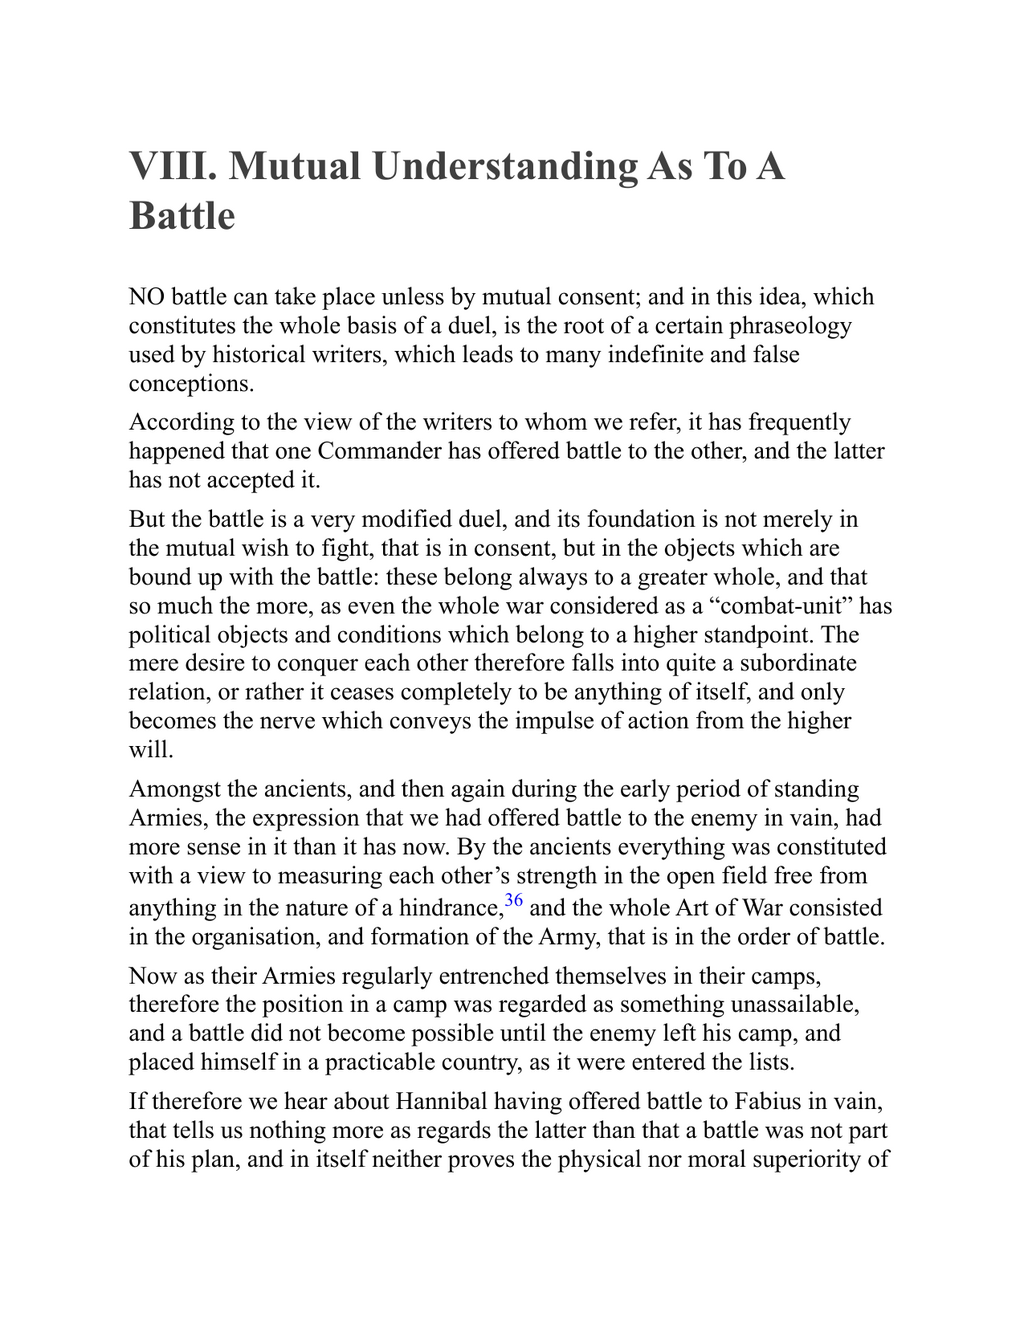 VIII. Mutual Understanding As To A
Battle
NO battle can take place unless by mutual consent; and in this idea, which
constitutes the whole basis of a duel, is the root of a certain phraseology
used by historical writers, which leads to many indefinite and false
conceptions.
According to the view of the writers to whom we refer, it has frequently
happened that one Commander has offered battle to the other, and the latter
has not accepted it.
But the battle is a very modified duel, and its foundation is not merely in
the mutual wish to fight, that is in consent, but in the objects which are
bound up with the battle: these belong always to a greater whole, and that
so much the more, as even the whole war considered as a “combat-unit” has
political objects and conditions which belong to a higher standpoint. The
mere desire to conquer each other therefore falls into quite a subordinate
relation, or rather it ceases completely to be anything of itself, and only
becomes the nerve which conveys the impulse of action from the higher
will.
Amongst the ancients, and then again during the early period of standing
Armies, the expression that we had offered battle to the enemy in vain, had
more sense in it than it has now. By the ancients everything was constituted
with a view to measuring each other’s strength in the open field free from
anything in the nature of a hindrance,36 and the whole Art of War consisted
in the organisation, and formation of the Army, that is in the order of battle.
Now as their Armies regularly entrenched themselves in their camps,
therefore the position in a camp was regarded as something unassailable,
and a battle did not become possible until the enemy left his camp, and
placed himself in a practicable country, as it were entered the lists.
If therefore we hear about Hannibal having offered battle to Fabius in vain,
that tells us nothing more as regards the latter than that a battle was not part
of his plan, and in itself neither proves the physical nor moral superiority of